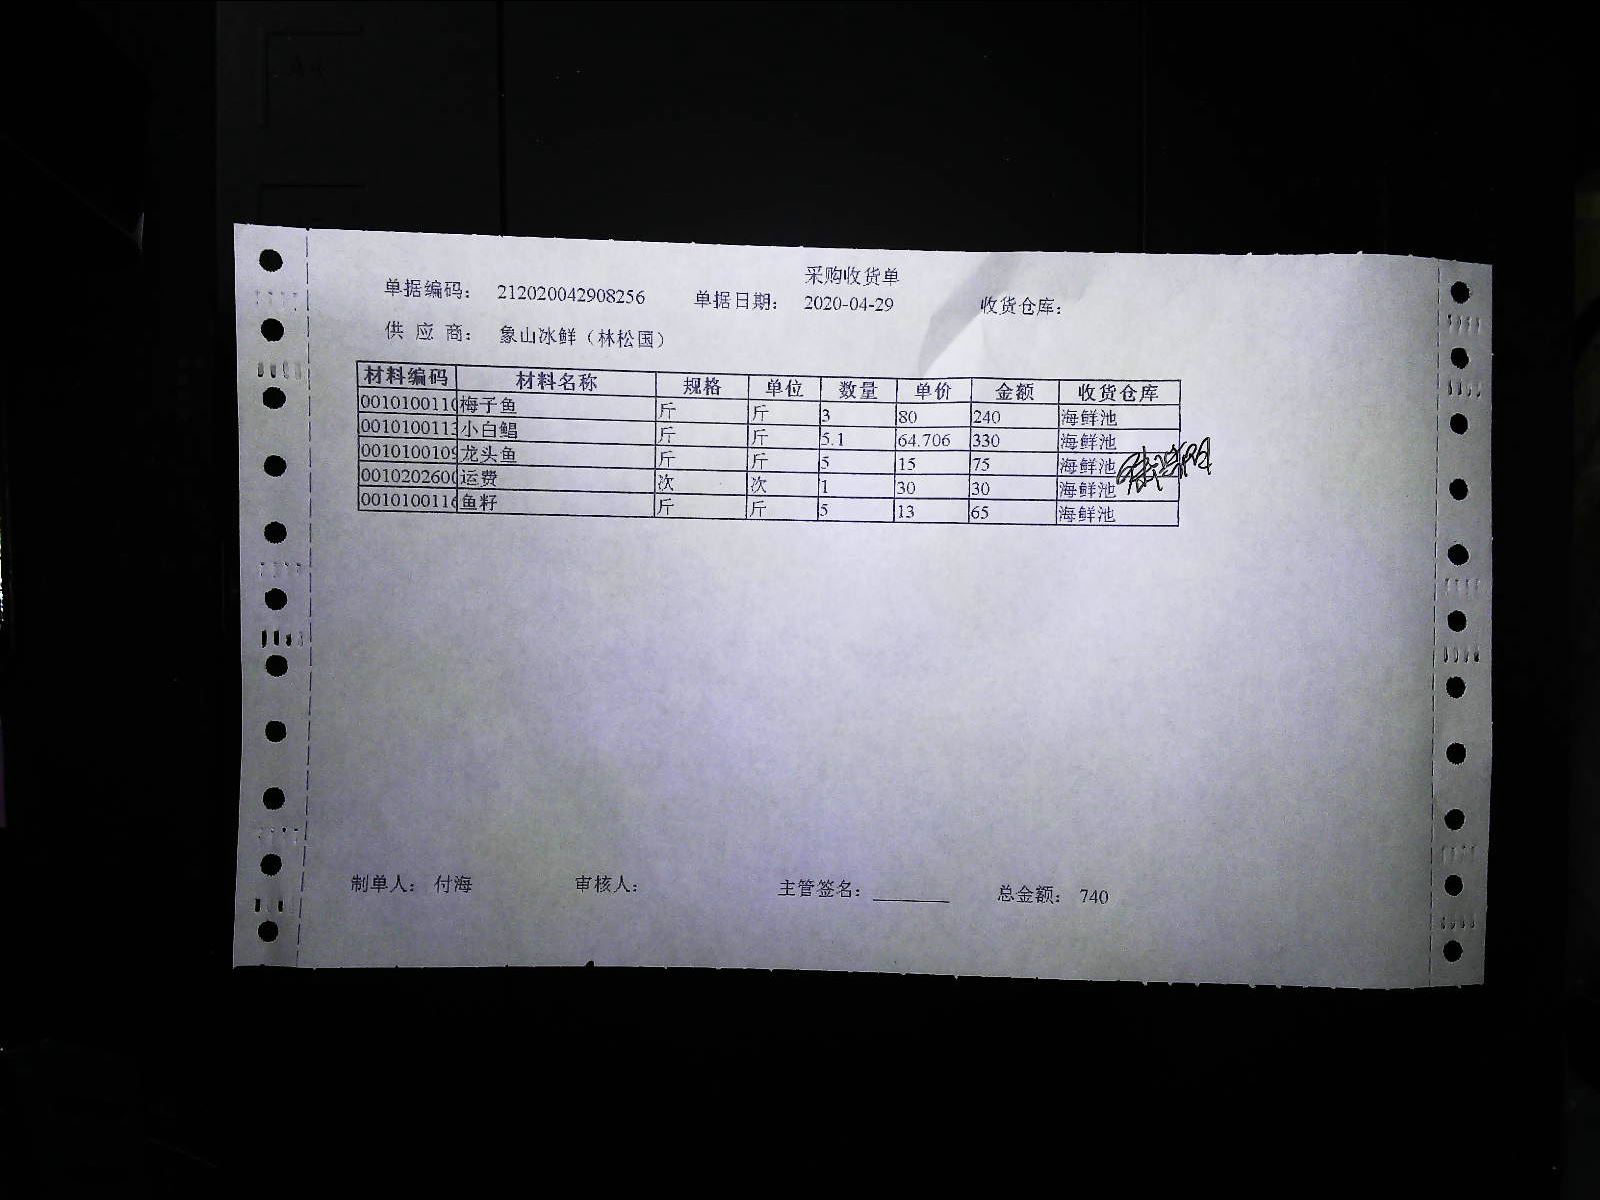 采购收货单
单据编码： 212020042908256 单据日期： 2020-04-29 收货仓库：
供 应 商： 象山冰鲜（林松国）
材料编码 材料名称 规格 单位 数量 单价 金额 收货仓库
001010011 梅子鱼 斤 斤 3 80 240 海鲜池
001010011 小白鲳 斤 斤 5.1 64.706 330 海鲜池
001010010 龙头鱼 斤 斤 5 15 75 海鲜池
001020260 运费 次 次 1 30 30 海鲜池
001010011 鱼籽 斤 斤 5 13 65 海鲜池
制单人： 付海 审核人： 主管签名： 总金额： 740